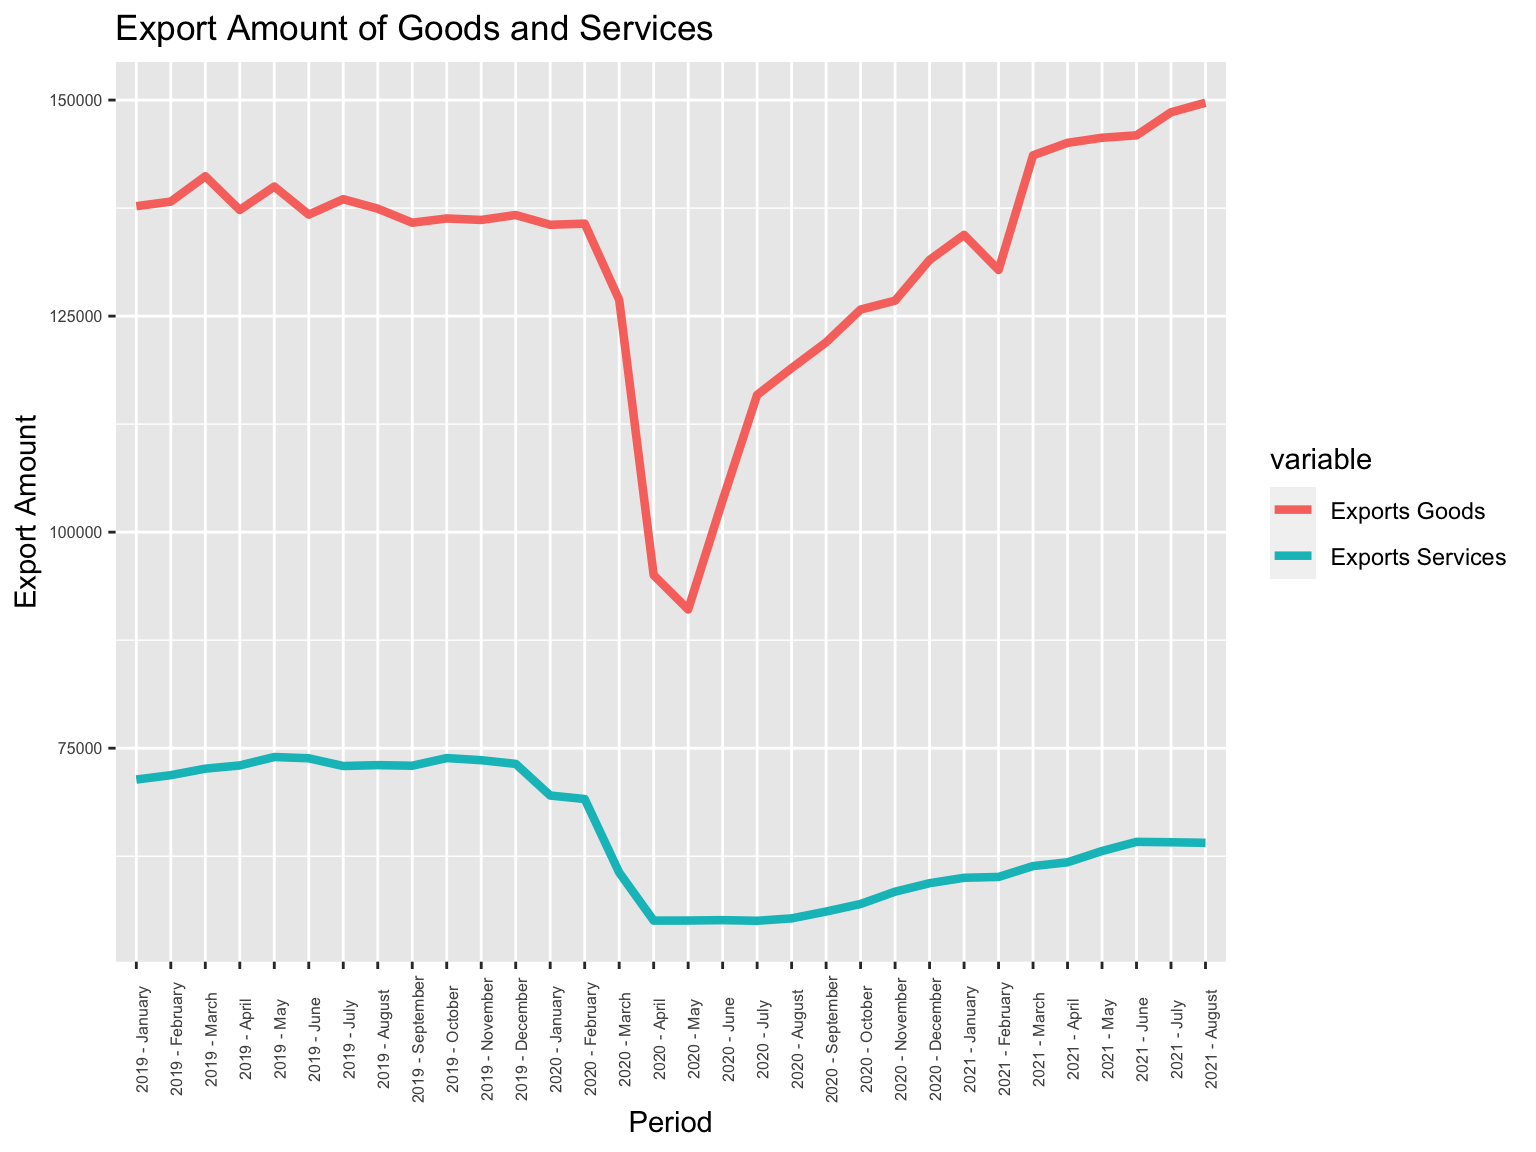 Export Amount of Goods and Services
Export Amount
150000
125000
100000
75000
2019 - January
2019 - February
2019 - March
2019 - April
2019 - May
2019 - June
2019 - July
2019 - August
2019 - September
2019 - October
2019 - November
2019 - December
2020 - January
2020 - February
2020 - March
2020 - April
2020 - May
2020 - June
2020 - July
2020 - August
2020 - September
2020 - October
2020 - November
2020 - December
2021 - January
2021 - February
2021 - March
2021 - April
2021 - May
2021 - June
2021 - July
2021 - August
Period
variable
Exports Goods
Exports Services